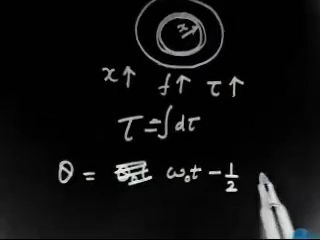 x
x↑ f↑ τ↑
τ = ∫dτ
θ = ω₀t − 1/2